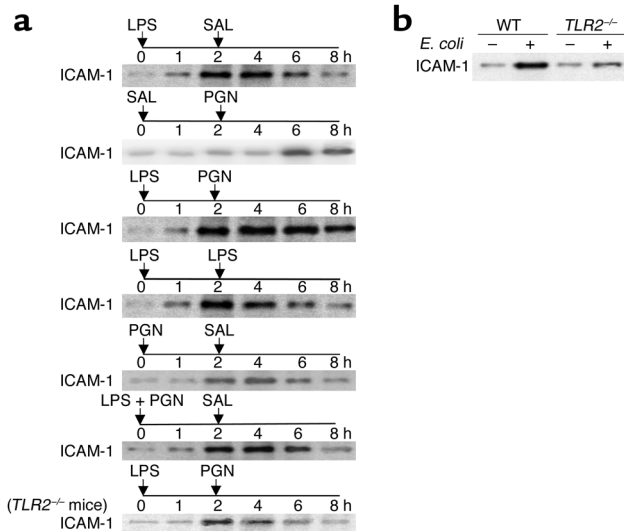 a
LPS SAL
0 1 2 4 6 8 h
ICAM-1
SAL PGN
0 1 2 4 6 8 h
ICAM-1
LPS PGN
0 1 2 4 6 8 h
ICAM-1
LPS LPS
0 1 2 4 6 8 h
ICAM-1
PGN SAL
0 1 2 4 6 8 h
ICAM-1
LPS + PGN SAL
0 1 2 4 6 8 h
ICAM-1
LPS PGN
(TLR2−/− mice) 0 1 2 4 6 8 h
ICAM-1
b
WT TLR2−/−
E. coli − + − +
ICAM-1